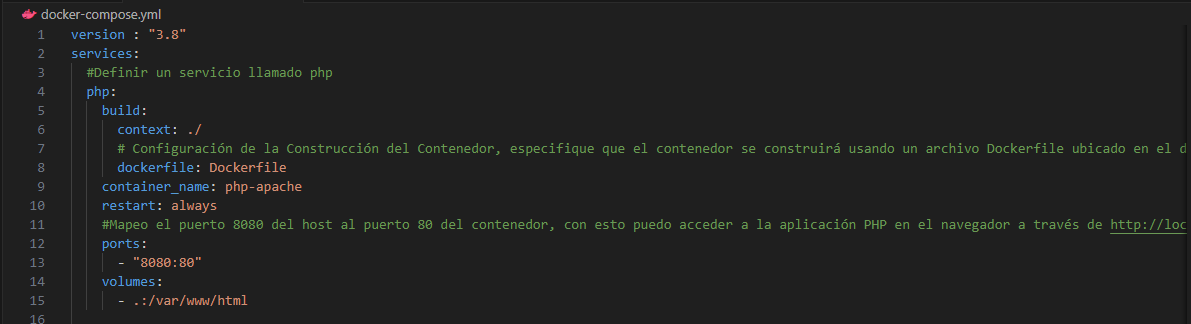 docker-compose.yml
1 version : "3.8"
2 services:
3 #Definir un servicio llamado php
4 php:
5 build:
6 context: ./
7 # Configuración de la Construcción del Contenedor, especifique que el contenedor se construirá usando un archivo Dockerfile ubicado en el d
8 dockerfile: Dockerfile
9 container_name: php-apache
10 restart: always
11 #Mapeo el puerto 8080 del host al puerto 80 del contenedor, con esto puedo acceder a la aplicación PHP en el navegador a través de http://loc
12 ports:
13 - "8080:80"
14 volumes:
15 - .:/var/www/html
16